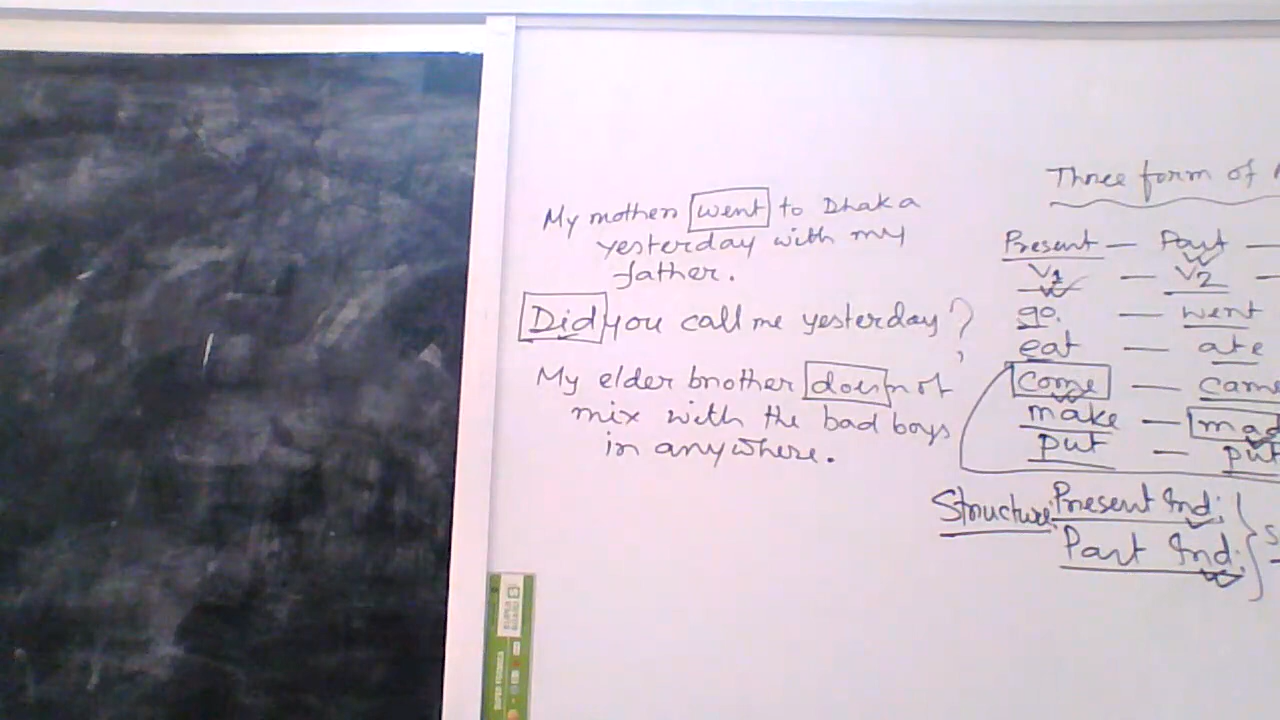 My mother went to Dhaka
yesterday with my
father.
Did you call me yesterday?
My elder brother does not
mix with the bad boys
in anywhere.
Three form of
Present — Past —
V1 — V2 —
go. — went
eat — ate
come — came
make — mad
put — put
Structure: Present Ind:
Past Ind: } S